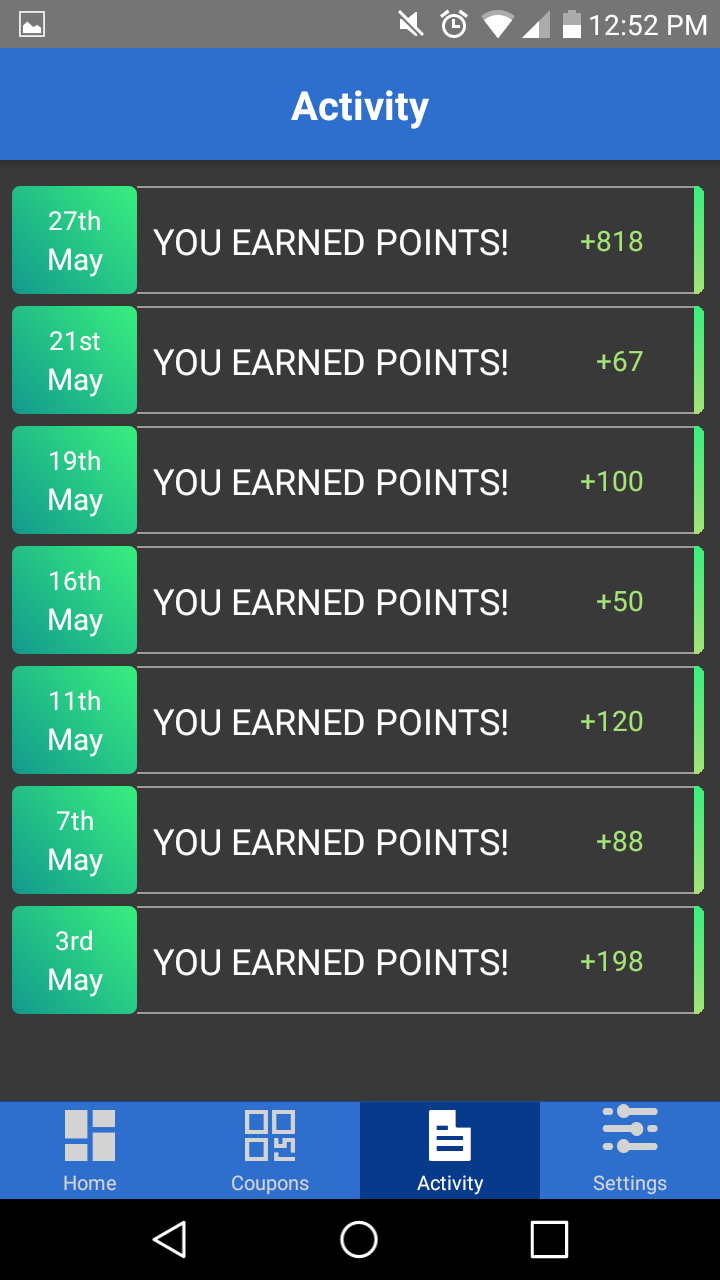 12:52 PM
Activity
27th
May
YOU EARNED POINTS!
+818
21st
May
YOU EARNED POINTS!
+67
19th
May
YOU EARNED POINTS!
+100
16th
May
YOU EARNED POINTS!
+50
11th
May
YOU EARNED POINTS!
+120
7th
May
YOU EARNED POINTS!
+88
3rd
May
YOU EARNED POINTS!
+198
Home
Coupons
Activity
Settings